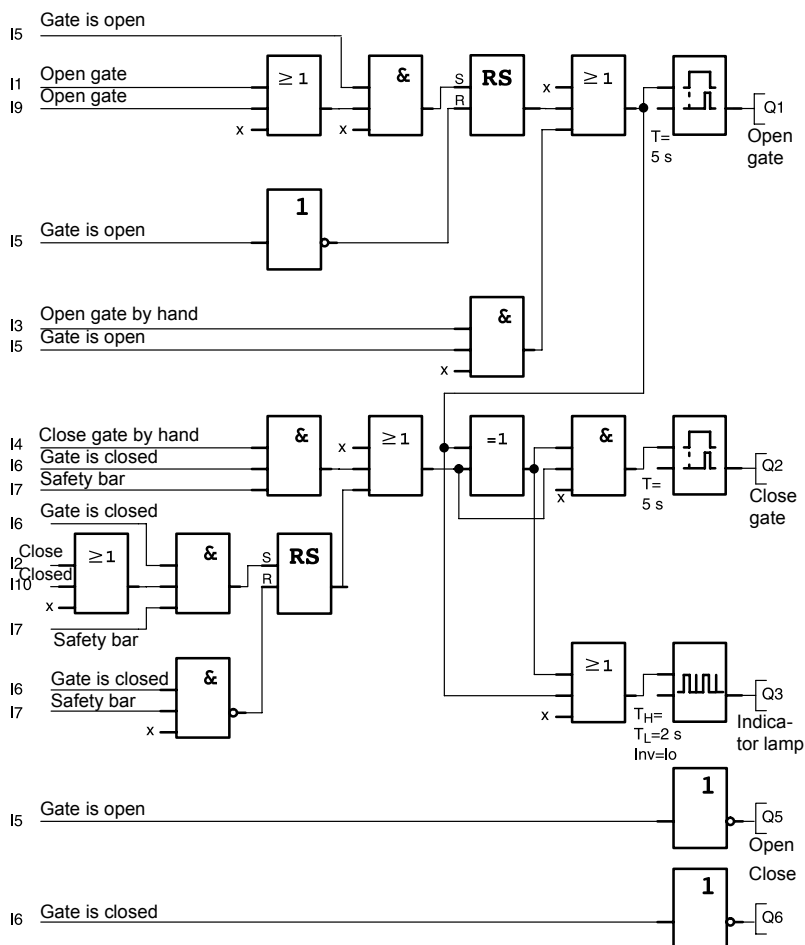 Gate is open
I5
Open gate
I1
Open gate
I9
≥1
x
&
x
S
R
RS
x
≥1
T=
5 s
Q1
Open
gate
Gate is open
I5
1
Open gate by hand
I3
Gate is open
I5
&
x
Close gate by hand
I4
Gate is closed
I6
Safety bar
I7
&
x
≥1
=1
&
x
T=
5 s
Q2
Close
gate
Gate is closed
I6
Close
I2
Closed
I10
≥1
x
&
S
R
RS
I7
Safety bar
Gate is closed
I6
Safety bar
I7
&
x
≥1
x
TH=
TL=2 s
Inv=lo
Q3
Indica-
tor lamp
Gate is open
I5
1
Q5
Open
Close
Gate is closed
I6
1
Q6